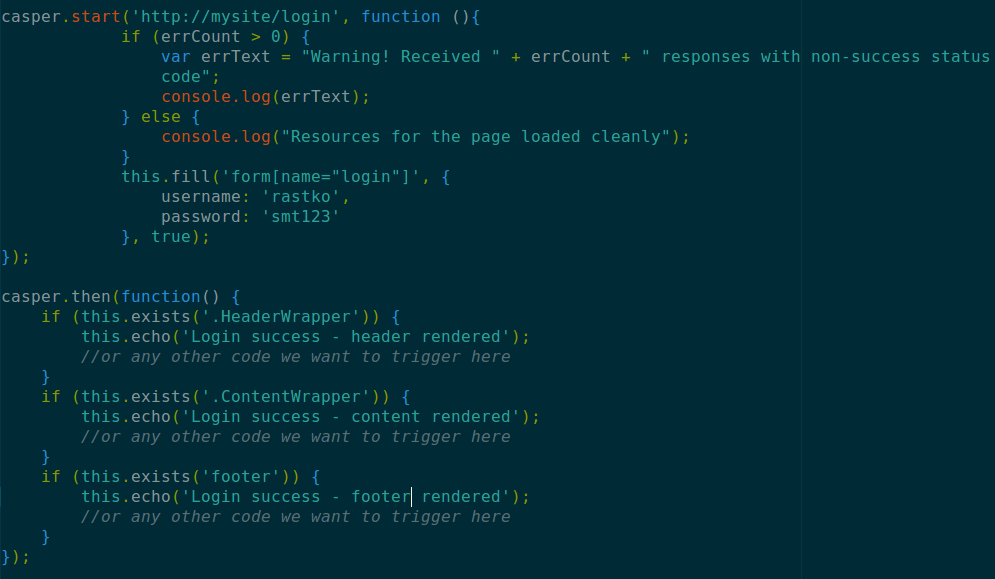 casper.start('http://mysite/login', function (){
            if (errCount > 0) {
                var errText = "Warning! Received " + errCount + " responses with non-success status
                code";
                console.log(errText);
            } else {
                console.log("Resources for the page loaded cleanly");
            }
            this.fill('form[name="login"]', {
                username: 'rastko',
                password: 'smt123'
            }, true);
});

casper.then(function() {
    if (this.exists('.HeaderWrapper')) {
        this.echo('Login success - header rendered');
        //or any other code we want to trigger here
    }
    if (this.exists('.ContentWrapper')) {
        this.echo('Login success - content rendered');
        //or any other code we want to trigger here
    }
    if (this.exists('footer')) {
        this.echo('Login success - footer rendered');
        //or any other code we want to trigger here
    }
});